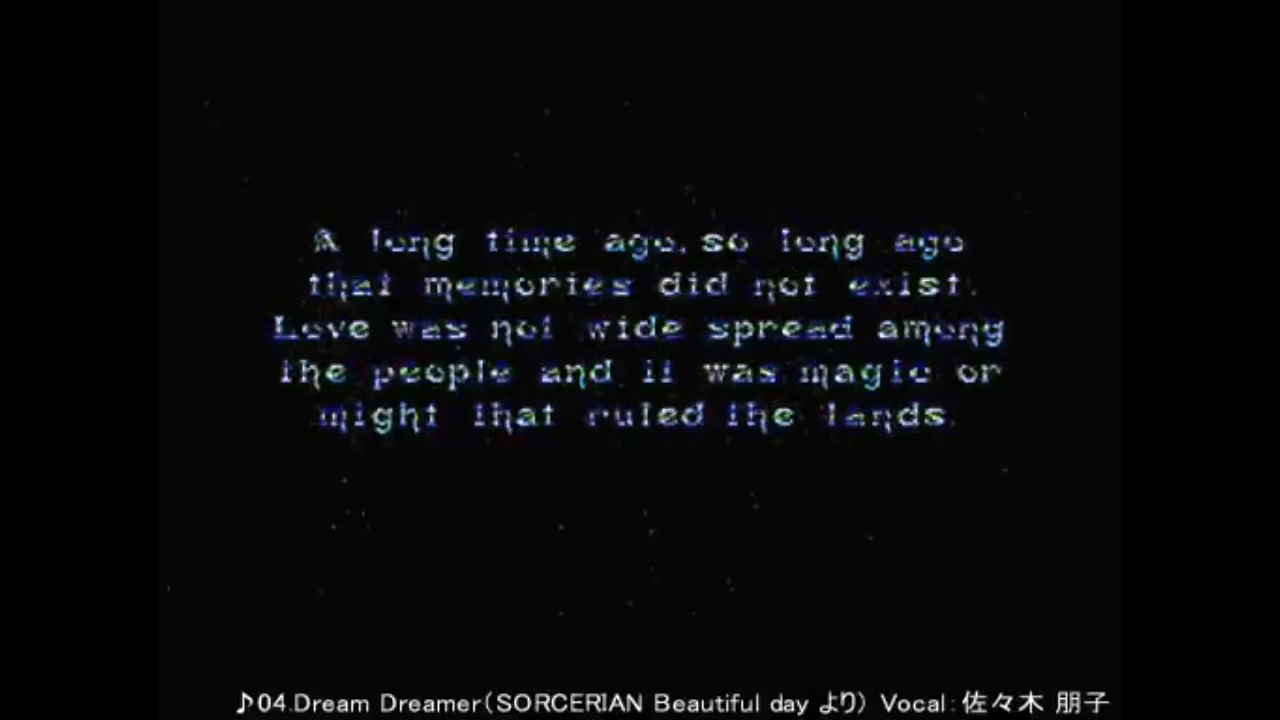 A long time ago, so long ago
that memories did not exist.
Love was not wide spread among
the people and it was magic or
might that ruled the lands.
♪04.Dream Dreamer(SORCERIAN Beautiful day より) Vocal:佐々木 朋子